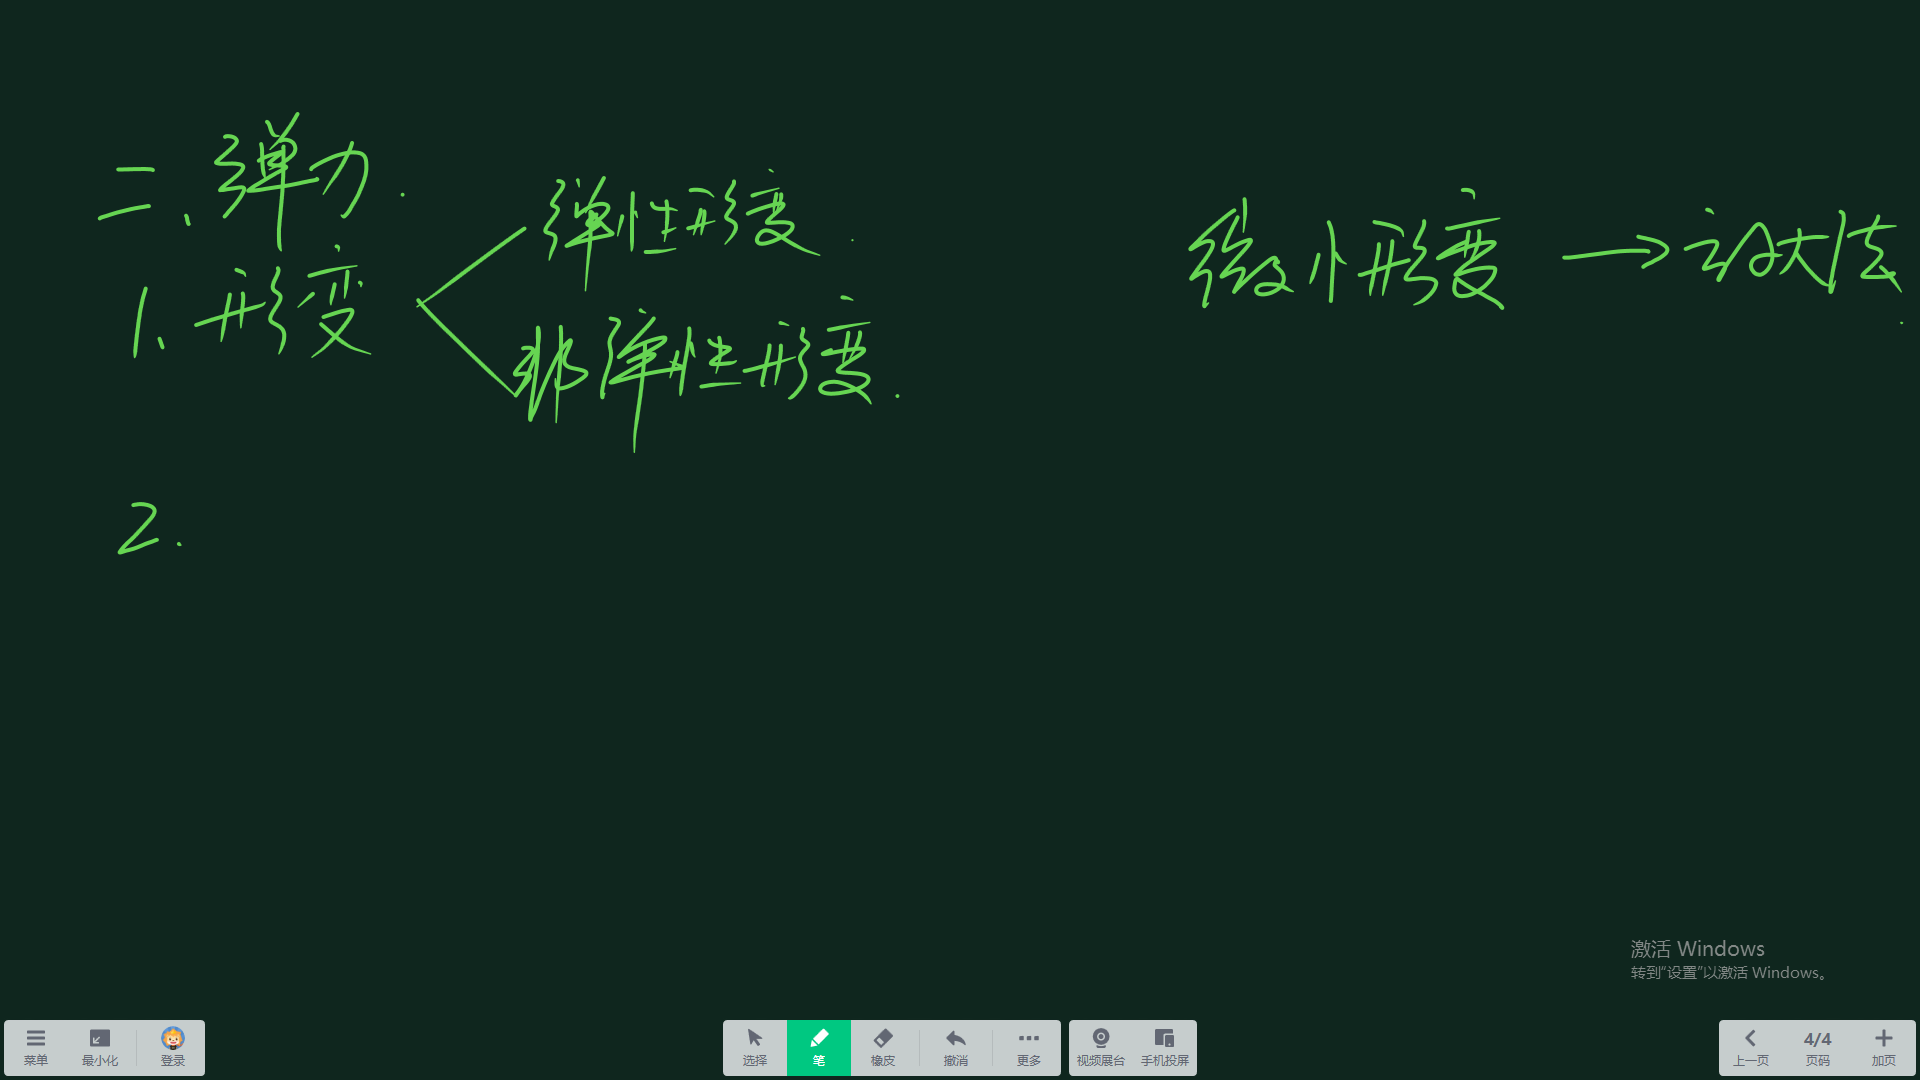 二、弹力.
1、形变
弹性形变.
非弹性形变.
微小形变 → 放大法.
2.
激活 Windows
转到“设置”以激活 Windows。
菜单 最小化 登录 选择 笔 橡皮 撤消 更多 视频展台 手机投屏 上一页 4/4 页码 加页